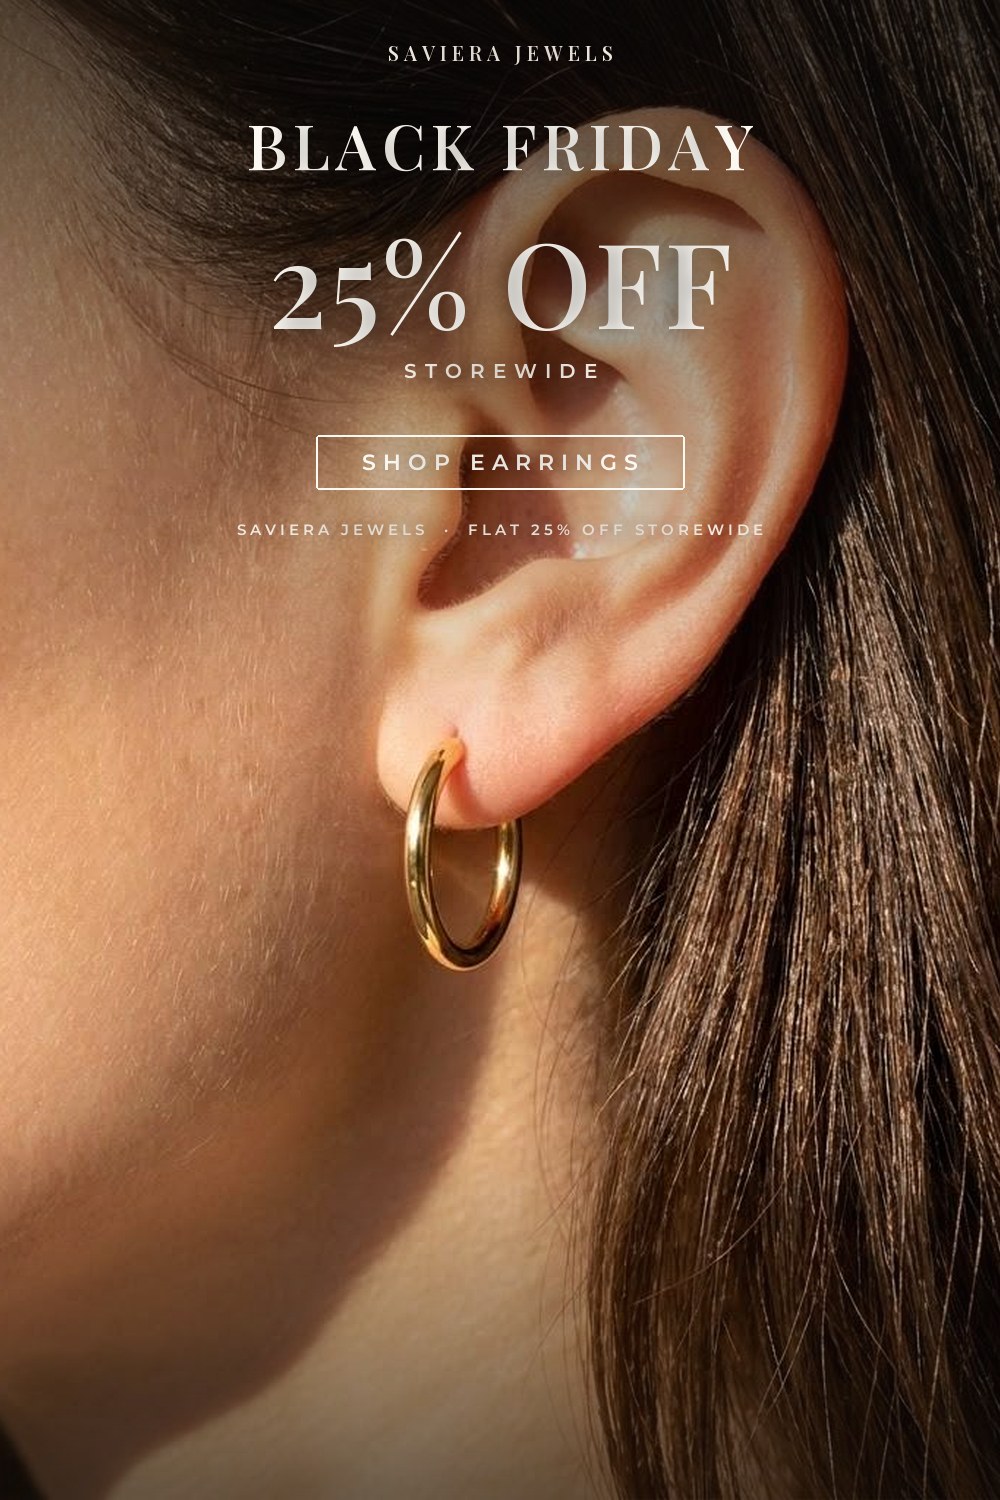 SAVIERA JEWELS
BLACK FRIDAY
25% OFF
STOREWIDE
SHOP EARRINGS
SAVIERA JEWELS · FLAT 25% OFF STOREWIDE